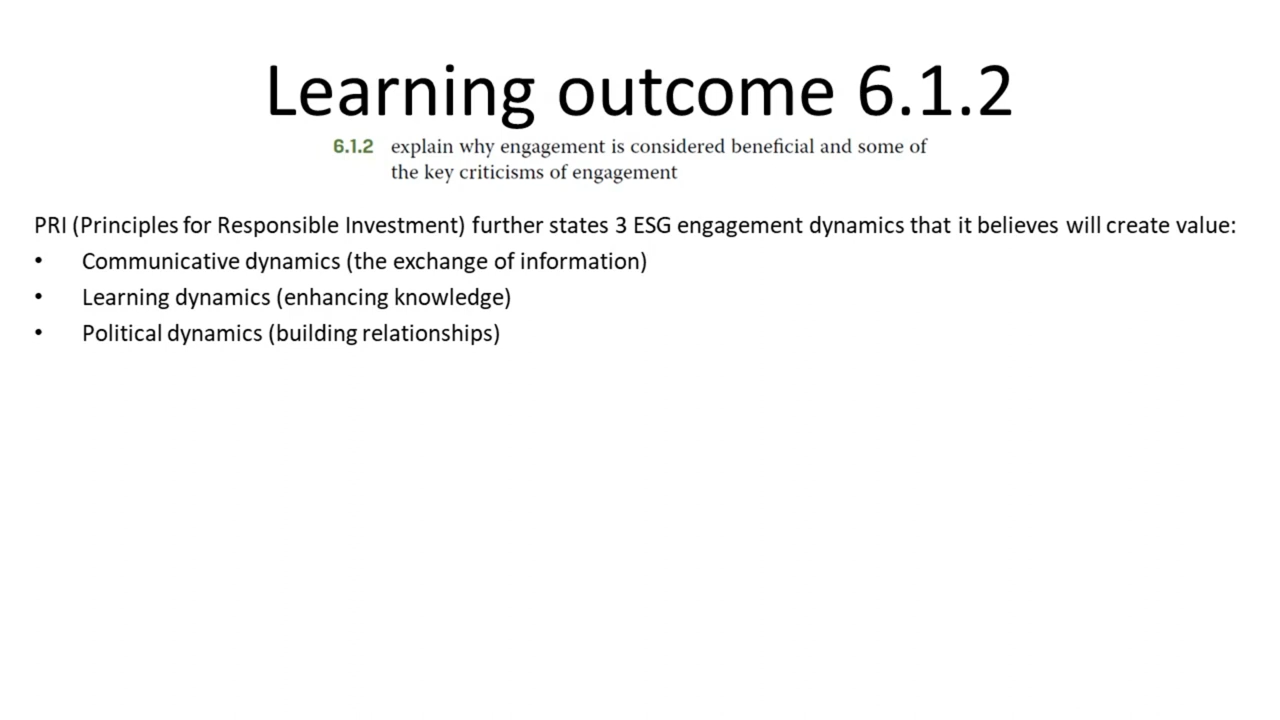 Learning outcome 6.1.2
6.1.2 explain why engagement is considered beneficial and some of
the key criticisms of engagement
PRI (Principles for Responsible Investment) further states 3 ESG engagement dynamics that it believes will create value:
• Communicative dynamics (the exchange of information)
• Learning dynamics (enhancing knowledge)
• Political dynamics (building relationships)